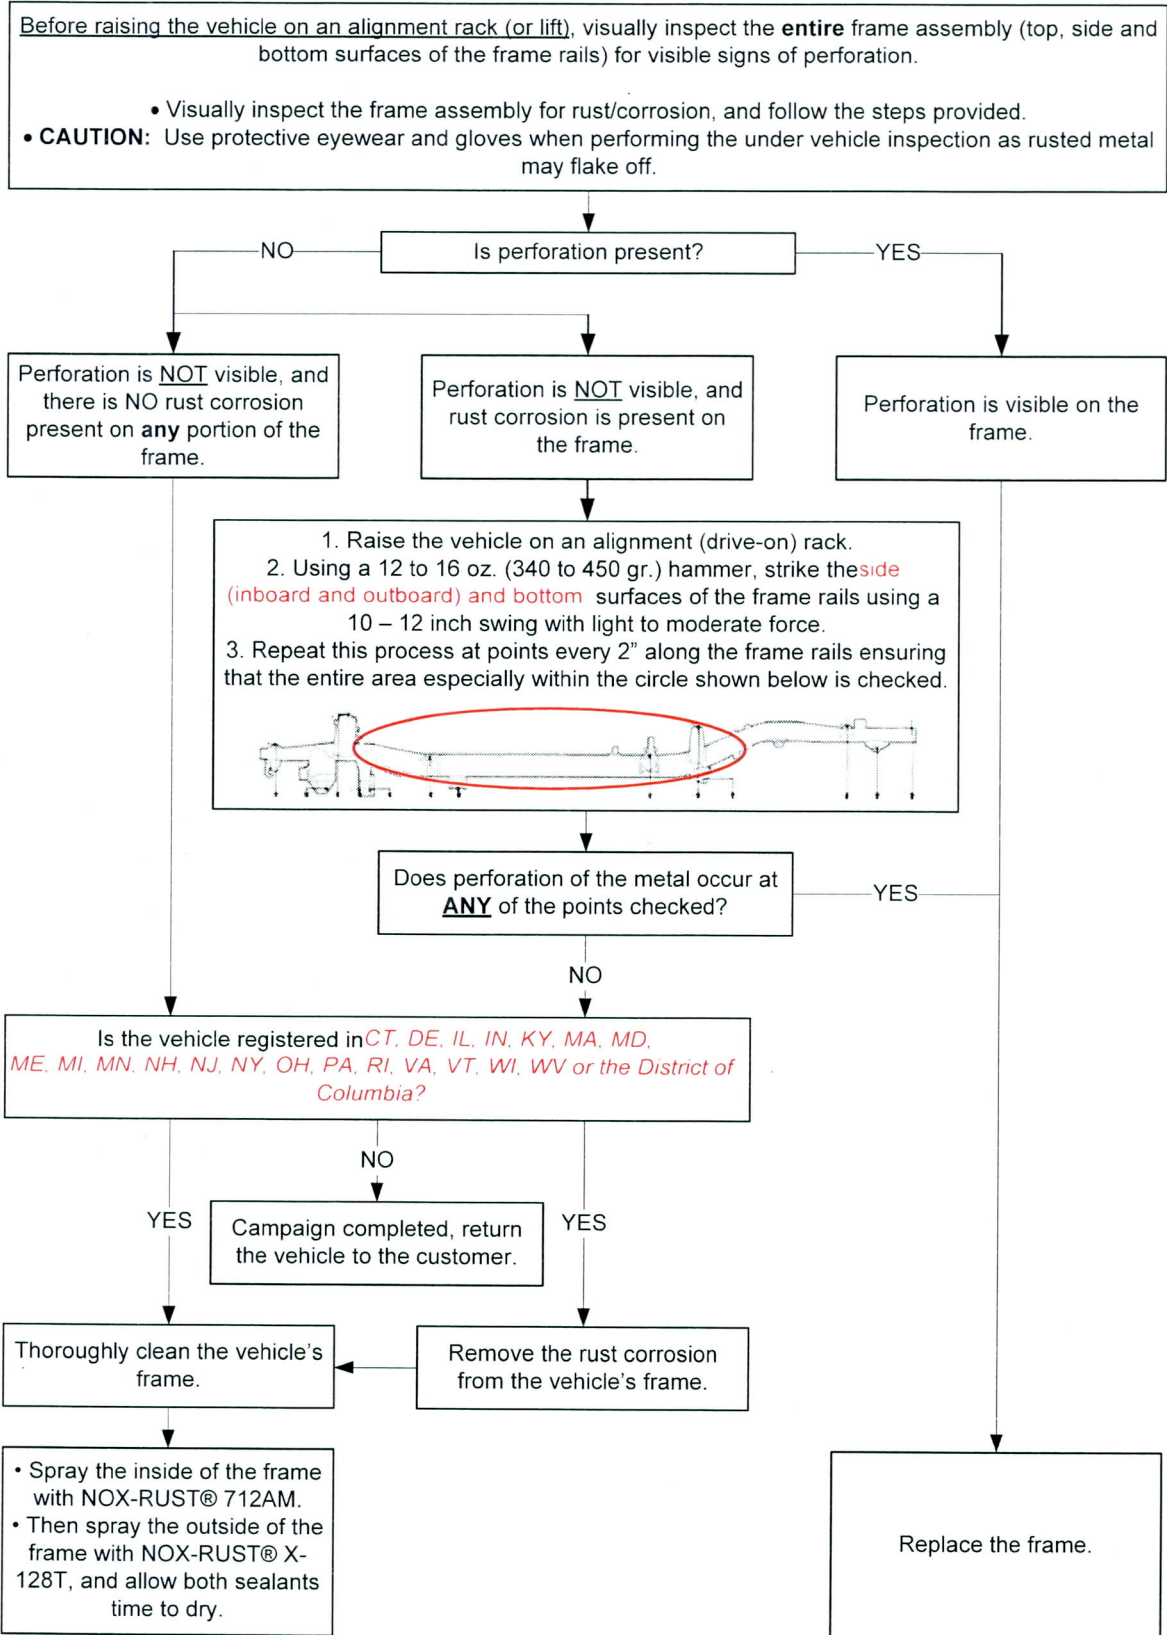 Before raising the vehicle on an alignment rack (or lift), visually inspect the entire frame assembly (top, side and
bottom surfaces of the frame rails) for visible signs of perforation.
• Visually inspect the frame assembly for rust/corrosion, and follow the steps provided.
• CAUTION: Use protective eyewear and gloves when performing the under vehicle inspection as rusted metal
may flake off.
Is perforation present?
NO
YES
Perforation is NOT visible, and
there is NO rust corrosion
present on any portion of the
frame.
Perforation is NOT visible, and
rust corrosion is present on
the frame.
Perforation is visible on the
frame.
1. Raise the vehicle on an alignment (drive-on) rack.
2. Using a 12 to 16 oz. (340 to 450 gr.) hammer, strike theside
(inboard and outboard) and bottom surfaces of the frame rails using a
10 – 12 inch swing with light to moderate force.
3. Repeat this process at points every 2” along the frame rails ensuring
that the entire area especially within the circle shown below is checked.
Does perforation of the metal occur at
ANY of the points checked?
YES
NO
Is the vehicle registered in CT, DE, IL, IN, KY, MA, MD,
ME, MI, MN, NH, NJ, NY, OH, PA, RI, VA, VT, WI, WV or the District of
Columbia?
NO
YES
YES
Campaign completed, return
the vehicle to the customer.
Thoroughly clean the vehicle’s
frame.
Remove the rust corrosion
from the vehicle’s frame.
• Spray the inside of the frame
with NOX-RUST® 712AM.
• Then spray the outside of the
frame with NOX-RUST® X-
128T, and allow both sealants
time to dry.
Replace the frame.